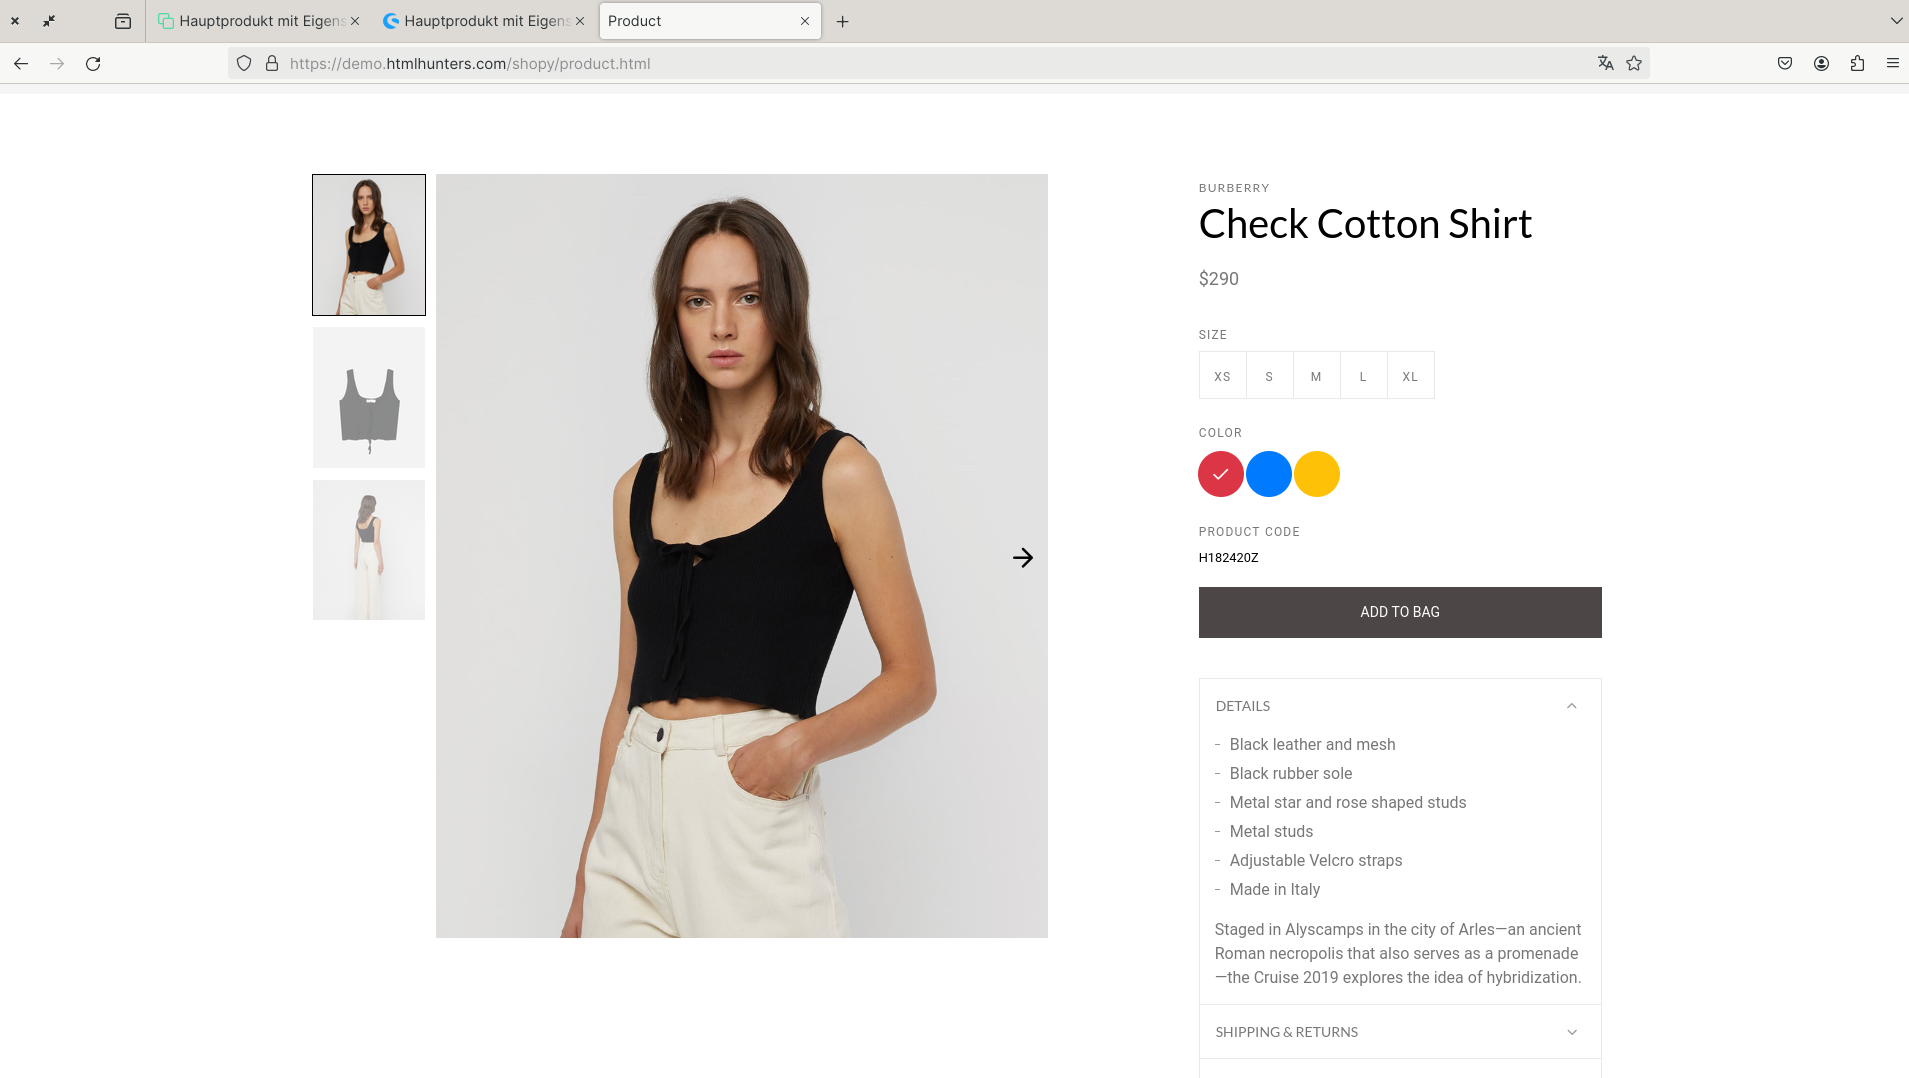 Hauptprodukt mit Eigens
Hauptprodukt mit Eigens
Product
https://demo.htmlhunters.com/shopy/product.html
BURBERRY
Check Cotton Shirt
$290
SIZE
XS S M L XL
COLOR
PRODUCT CODE
H182420Z
ADD TO BAG
DETAILS
- Black leather and mesh
- Black rubber sole
- Metal star and rose shaped studs
- Metal studs
- Adjustable Velcro straps
- Made in Italy
Staged in Alyscamps in the city of Arles—an ancient
Roman necropolis that also serves as a promenade
—the Cruise 2019 explores the idea of hybridization.
SHIPPING & RETURNS